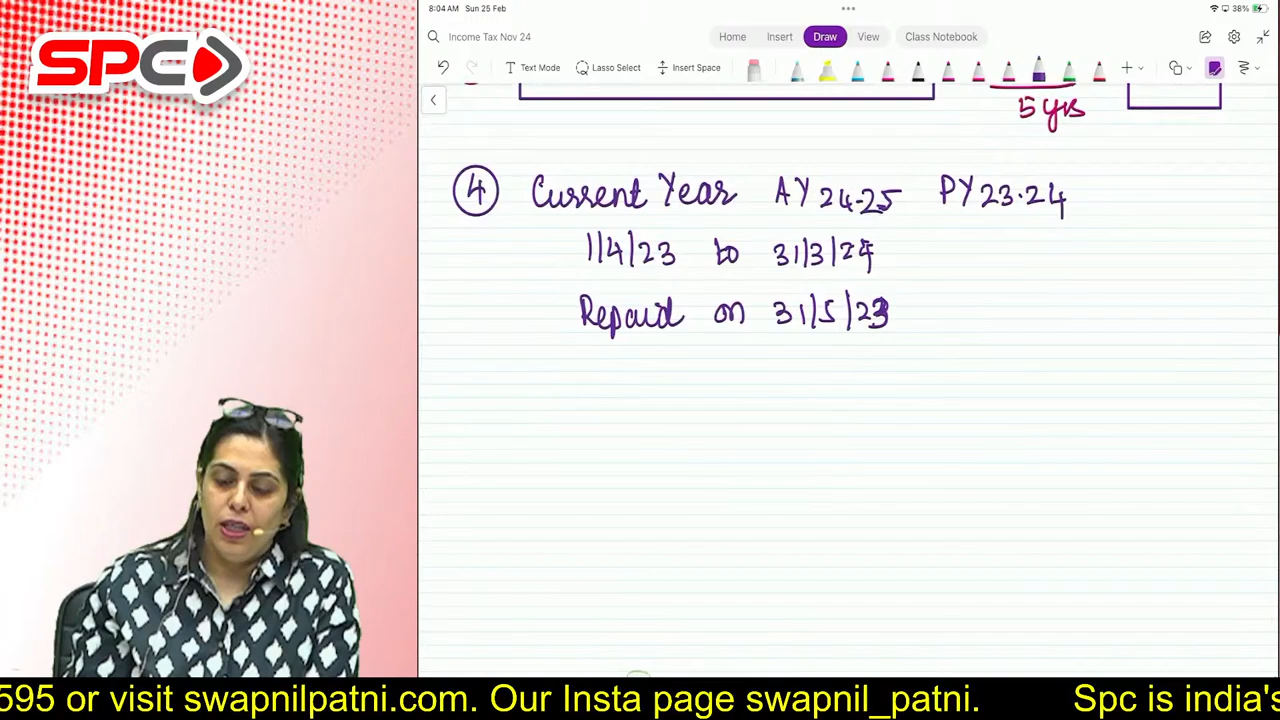 8:04 AM Sun 25 Feb
38%
SPC
Income Tax Nov 24
Home Insert Draw View Class Notebook
Text Mode Lasso Select Insert Space
5 yrs
4 Current Year AY 24-25 PY 23-24
1/4/23 to 31/3/24
Repaid on 31/5/23
595 or visit swapnilpatni.com. Our Insta page swapnil_patni. Spc is india's